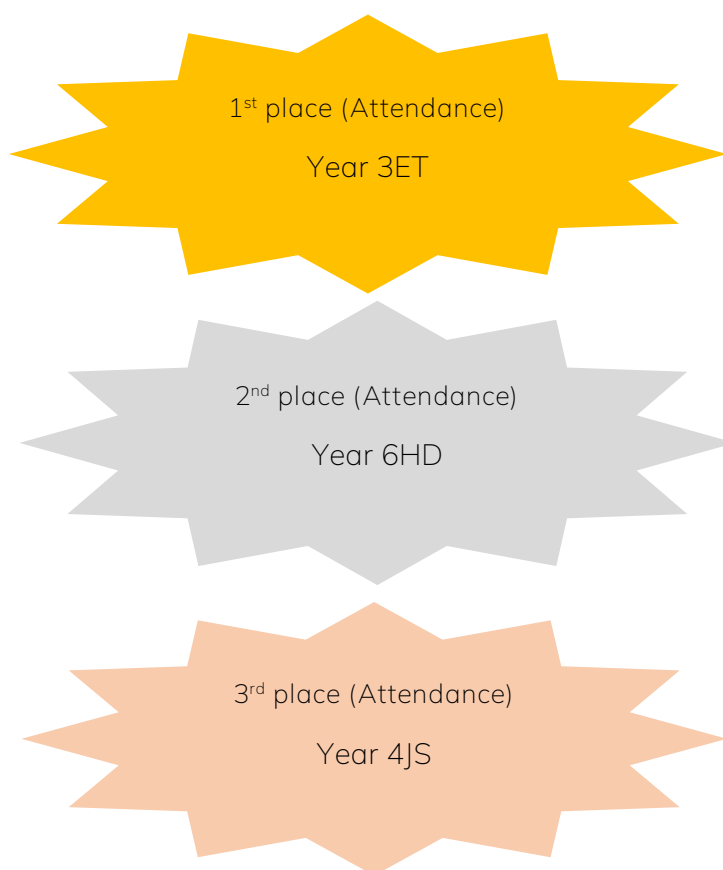 1st place (Attendance)
Year 3ET
2nd place (Attendance)
Year 6HD
3rd place (Attendance)
Year 4JS